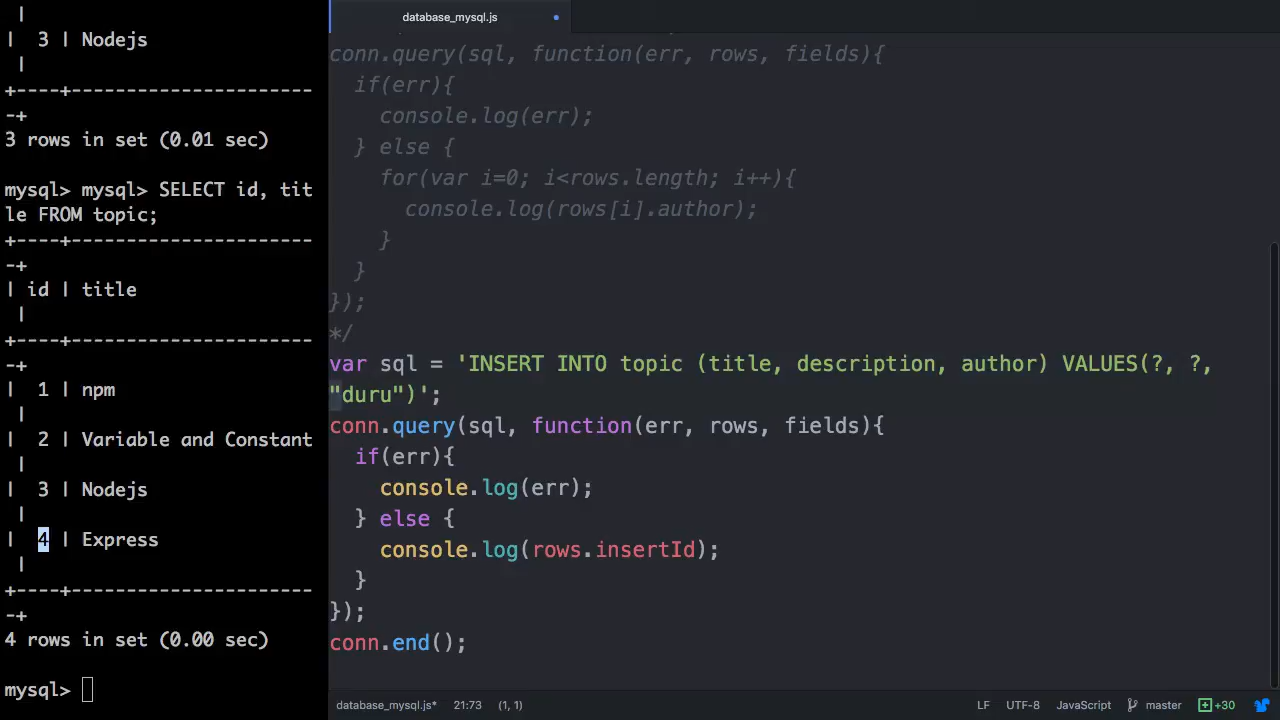 |
|  3 | Nodejs
|
+----+----------------------
-+
3 rows in set (0.01 sec)
mysql> mysql> SELECT id, tit
le FROM topic;
+----+----------------------
-+
| id | title
|
+----+----------------------
-+
|  1 | npm
|
|  2 | Variable and Constant
|
|  3 | Nodejs
|
|  4 | Express
|
+----+----------------------
-+
4 rows in set (0.00 sec)
mysql>
database_mysql.js
conn.query(sql, function(err, rows, fields){
  if(err){
    console.log(err);
  } else {
    for(var i=0; i<rows.length; i++){
      console.log(rows[i].author);
    }
  }
});
*/
var sql = 'INSERT INTO topic (title, description, author) VALUES(?, ?,
"duru")';
conn.query(sql, function(err, rows, fields){
  if(err){
    console.log(err);
  } else {
    console.log(rows.insertId);
  }
});
conn.end();
database_mysql.js* 21:73 (1, 1) LF UTF-8 JavaScript master +30